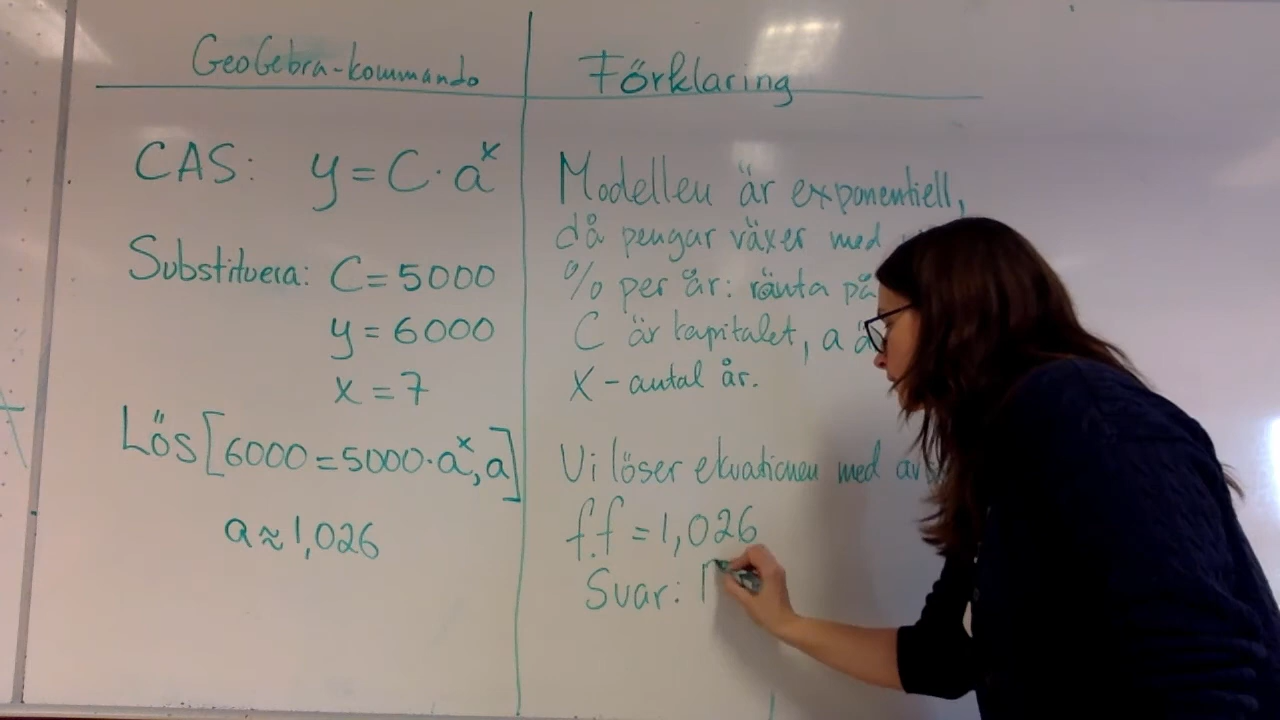 GeoGebra-kommando
CAS: y = C · a^x
Substituera: C = 5000
y = 6000
x = 7
Lös[6000 = 5000 · a^x, a]
a ≈ 1,026
Förklaring
Modellen är exponentiell,
då pengar växer med
% per år: ränta på
C är kapitalet, a
X - antal år.
Vi löser ekvationen med
f.f = 1,026
Svar: